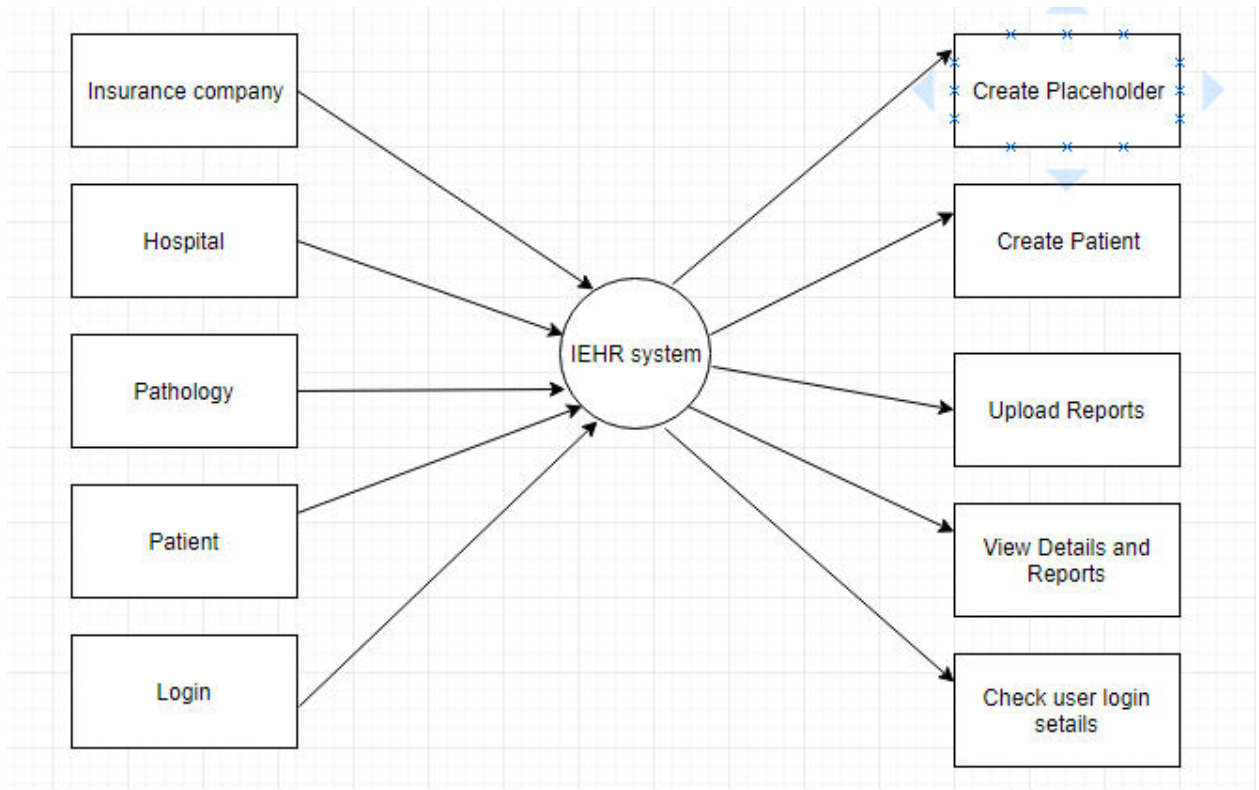 Insurance company
Hospital
Pathology
Patient
Login
IEHR system
Create Placeholder
Create Patient
Upload Reports
View Details and
Reports
Check user login
setails